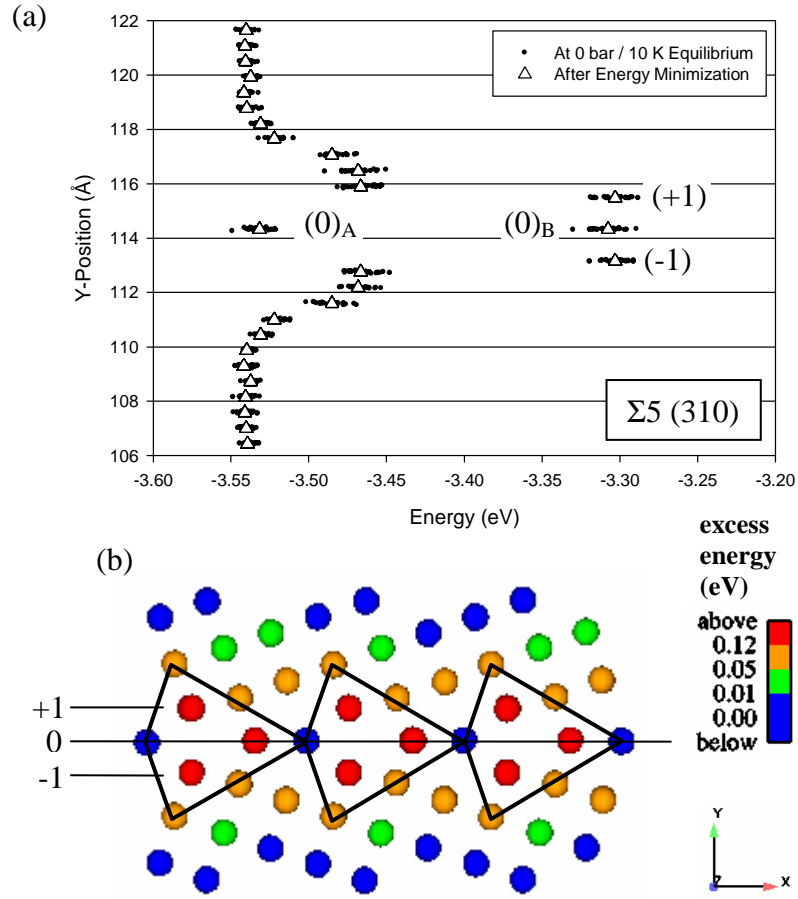 (a)
122
120
118
116
114
112
110
108
106
Y-Position (Å)
At 0 bar / 10 K Equilibrium
After Energy Minimization
(+1)
(0)A
(0)B
(-1)
Σ5 (310)
-3.60 -3.55 -3.50 -3.45 -3.40 -3.35 -3.30 -3.25 -3.20
Energy (eV)
(b)
+1
0
-1
excess
energy
(eV)
above
0.12
0.05
0.01
0.00
below
Y
Z
X